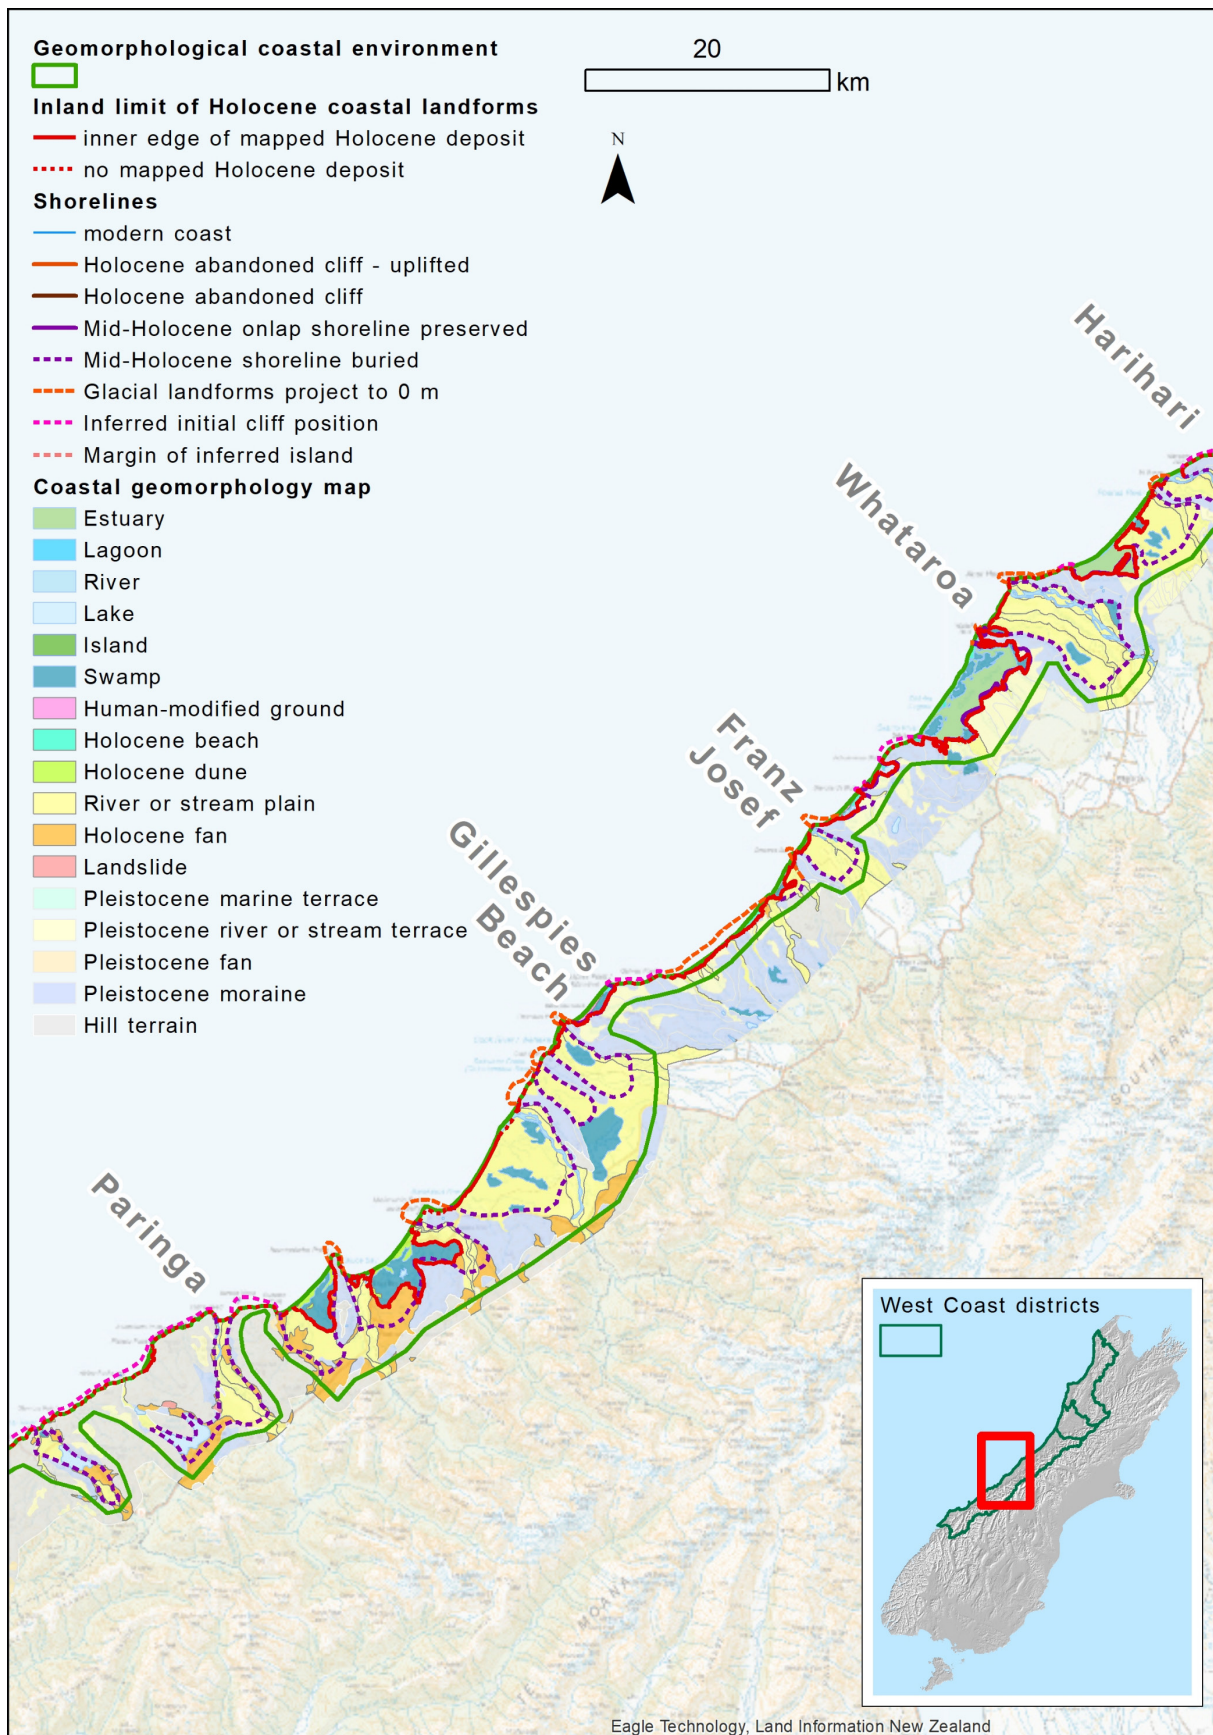 Geomorphological coastal environment
Inland limit of Holocene coastal landforms
inner edge of mapped Holocene deposit
no mapped Holocene deposit
Shorelines
modern coast
Holocene abandoned cliff - uplifted
Holocene abandoned cliff
Mid-Holocene onlap shoreline preserved
Mid-Holocene shoreline buried
Glacial landforms project to 0 m
Inferred initial cliff position
Margin of inferred island
Coastal geomorphology map
Estuary
Lagoon
River
Lake
Island
Swamp
Human-modified ground
Holocene beach
Holocene dune
River or stream plain
Holocene fan
Landslide
Pleistocene marine terrace
Pleistocene river or stream terrace
Pleistocene fan
Pleistocene moraine
Hill terrain
20
km
N
Harihari
Whataroa
Franz
Josef
Gillespies
Beach
Paringa
SOUTHERN
MOANA
West Coast districts
Eagle Technology, Land Information New Zealand